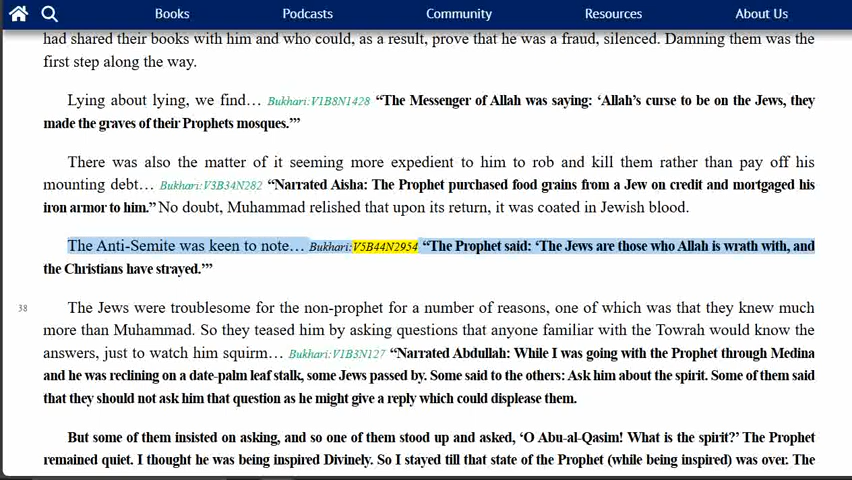 Books Podcasts Community Resources About Us
had shared their books with him and who could, as a result, prove that he was a fraud, silenced. Damning them was the
first step along the way.
Lying about lying, we find… Bukhari:V1B8N1428 “The Messenger of Allah was saying: ‘Allah’s curse to be on the Jews, they
made the graves of their Prophets mosques.’”
There was also the matter of it seeming more expedient to him to rob and kill them rather than pay off his
mounting debt… Bukhari:V3B34N282 “Narrated Aisha: The Prophet purchased food grains from a Jew on credit and mortgaged his
iron armor to him.” No doubt, Muhammad relished that upon its return, it was coated in Jewish blood.
The Anti-Semite was keen to note… Bukhari:V5B44N2954 “The Prophet said: ‘The Jews are those who Allah is wrath with, and
the Christians have strayed.’”
38 The Jews were troublesome for the non-prophet for a number of reasons, one of which was that they knew much
more than Muhammad. So they teased him by asking questions that anyone familiar with the Towrah would know the
answers, just to watch him squirm… Bukhari:V1B3N127 “Narrated Abdullah: While I was going with the Prophet through Medina
and he was reclining on a date-palm leaf stalk, some Jews passed by. Some said to the others: Ask him about the spirit. Some of them said
that they should not ask him that question as he might give a reply which could displease them.
But some of them insisted on asking, and so one of them stood up and asked, ‘O Abu-al-Qasim! What is the spirit?’ The Prophet
remained quiet. I thought he was being inspired Divinely. So I stayed till that state of the Prophet (while being inspired) was over. The